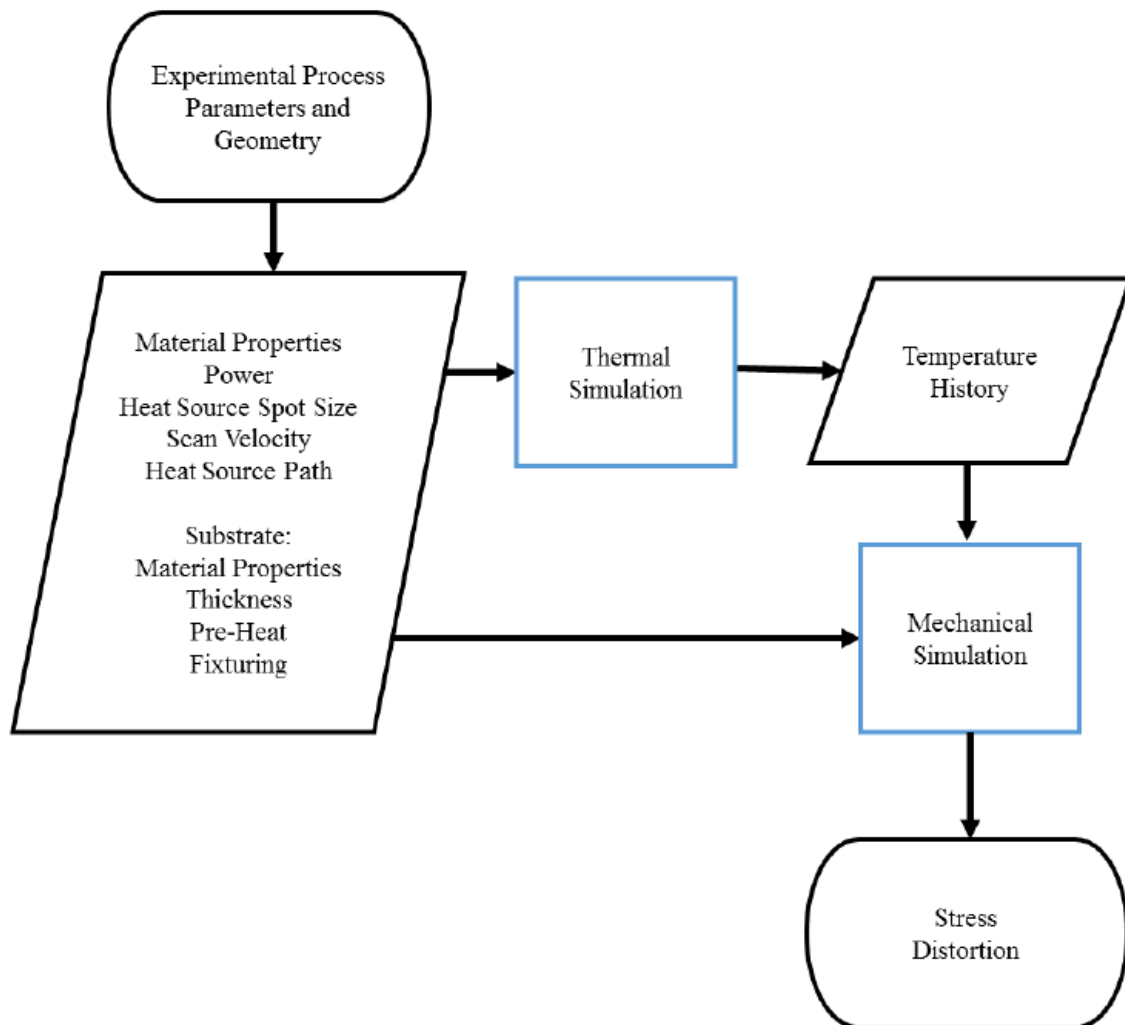 Experimental Process
Parameters and
Geometry
Material Properties
Power
Heat Source Spot Size
Scan Velocity
Heat Source Path
Substrate:
Material Properties
Thickness
Pre-Heat
Fixturing
Thermal
Simulation
Temperature
History
Mechanical
Simulation
Stress
Distortion